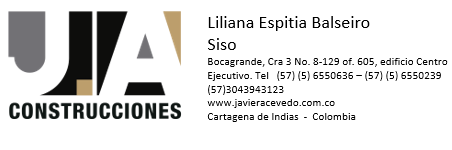 J.A
CONSTRUCCIONES
Liliana Espitia Balseiro
Siso
Bocagrande, Cra 3 No. 8-129 of. 605, edificio Centro
Ejecutivo. Tel (57) (5) 6550636 – (57) (5) 6550239
(57)3043943123
www.javieracevedo.com.co
Cartagena de Indias - Colombia